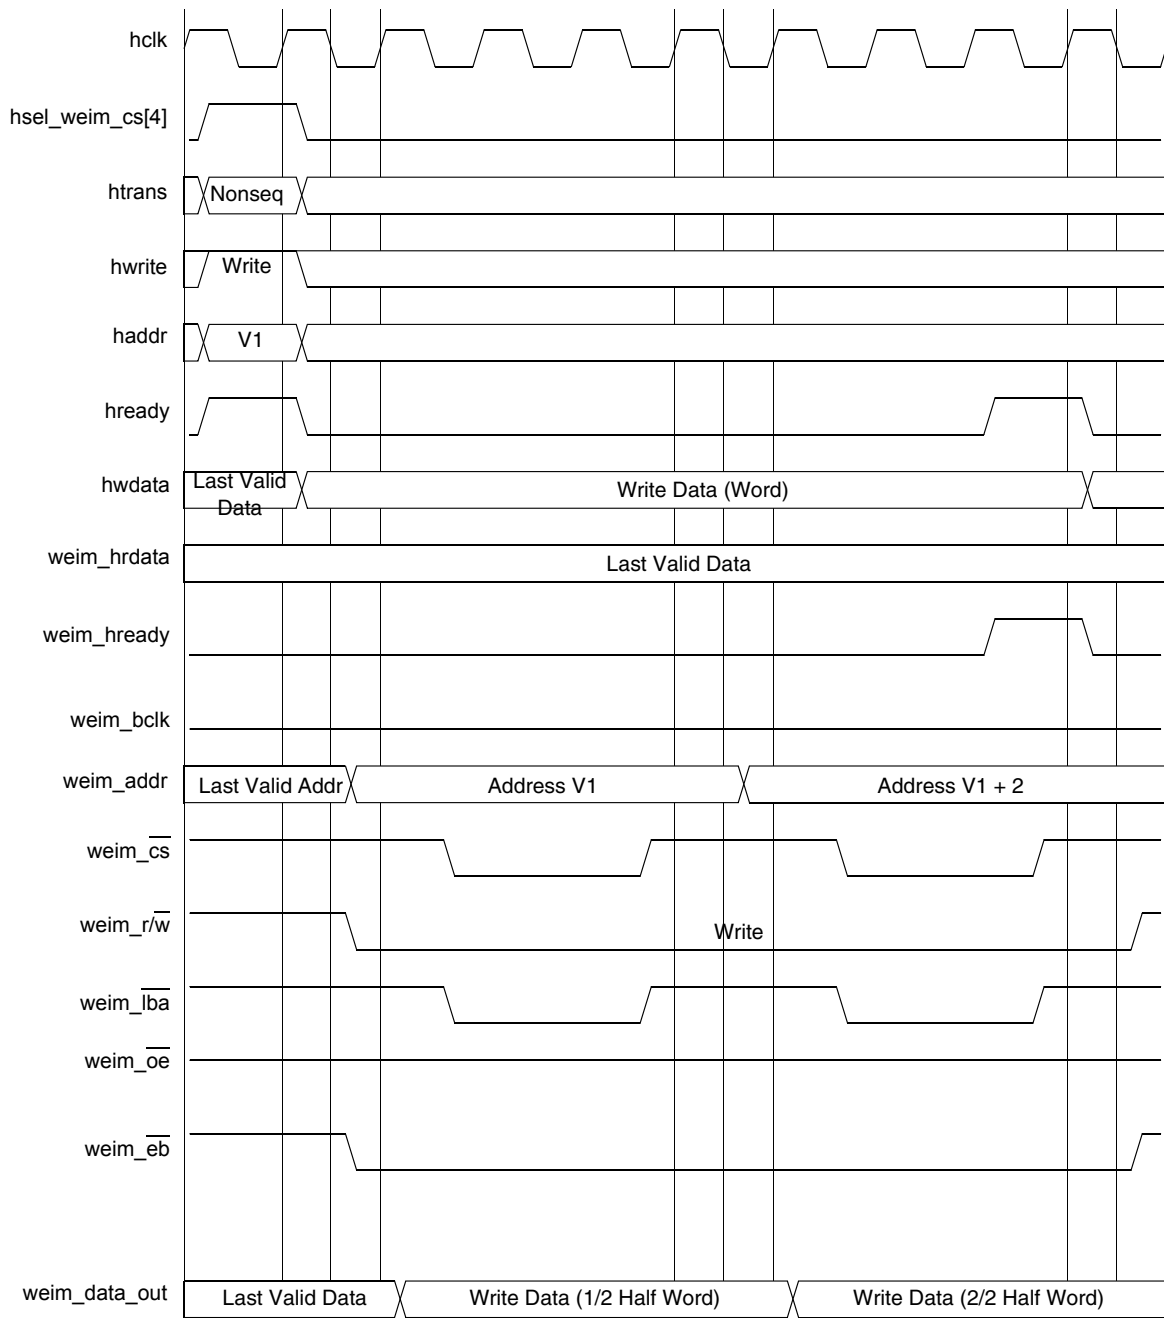 hclk
hsel_weim_cs[4]
htrans
Nonseq
hwrite
Write
haddr
V1
hready
hwdata
Last Valid
Data
Write Data (Word)
weim_hrdata
Last Valid Data
weim_hready
weim_bclk
weim_addr
Last Valid Addr
Address V1
Address V1 + 2
weim_cs
weim_r/w
Write
weim_lba
weim_oe
weim_eb
weim_data_out
Last Valid Data
Write Data (1/2 Half Word)
Write Data (2/2 Half Word)